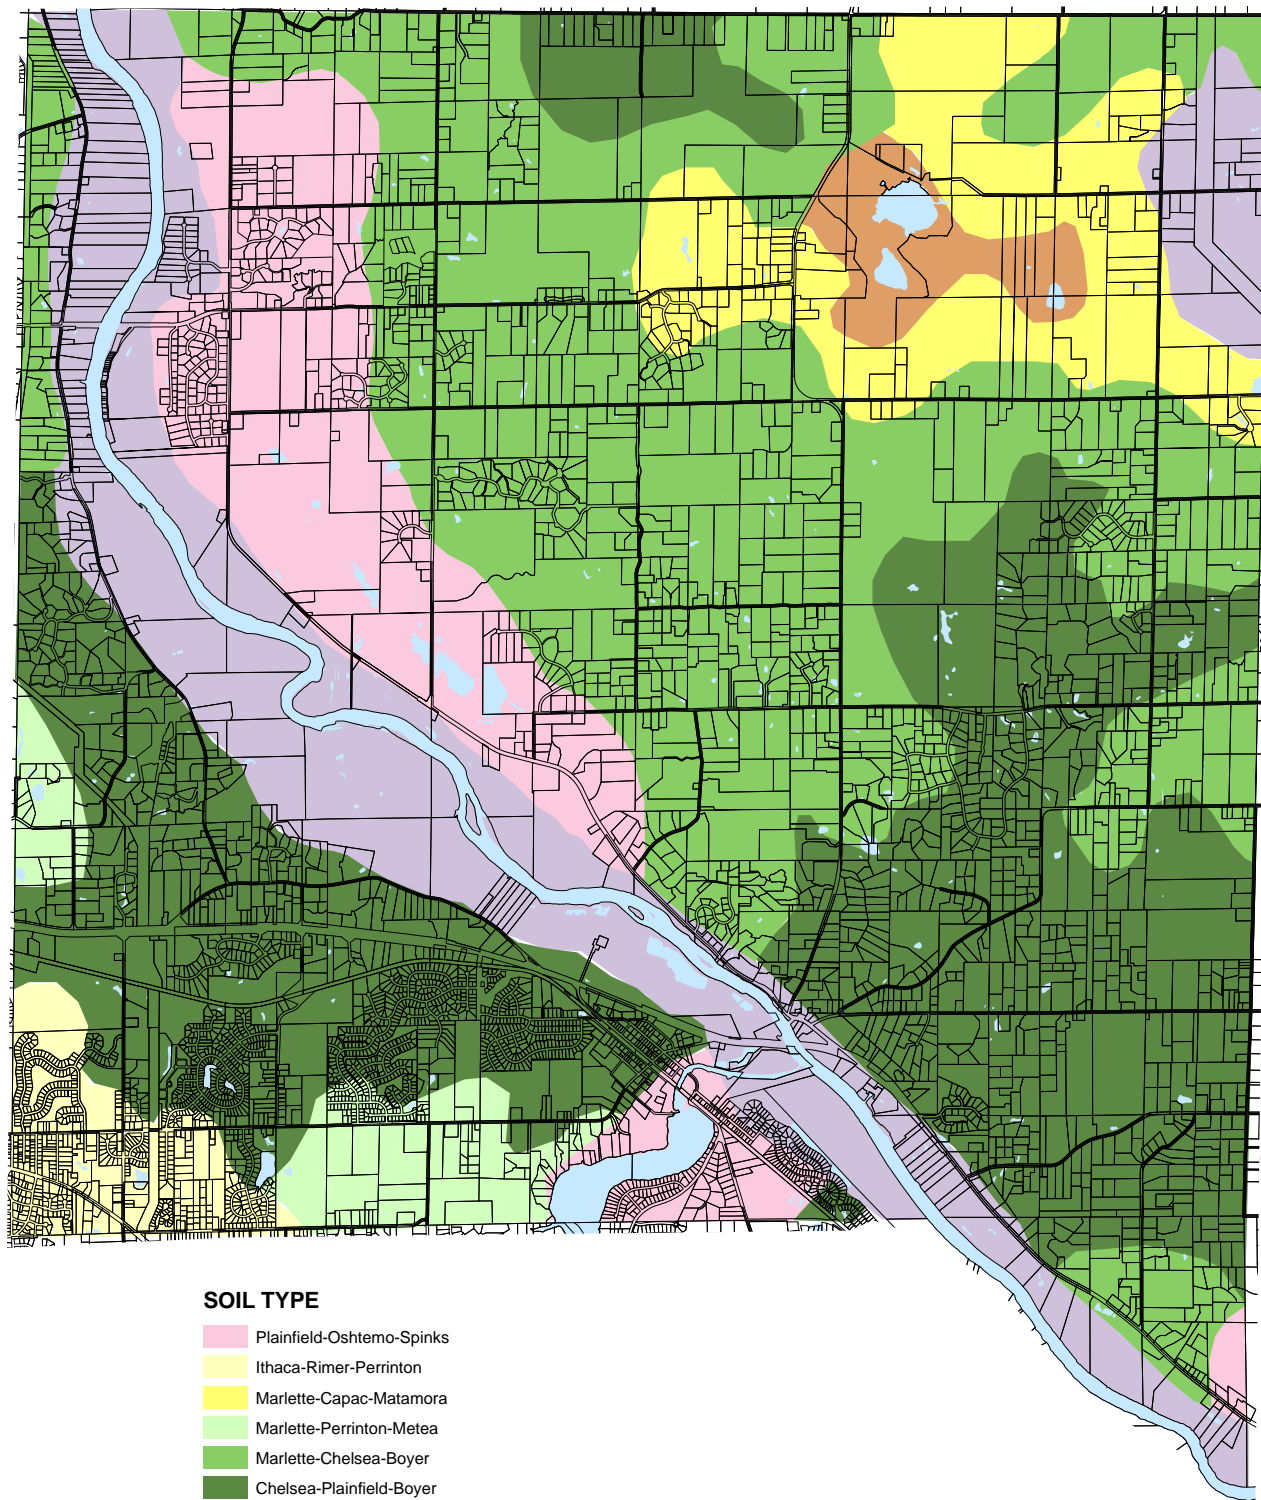 SOIL TYPE
Plainfield-Oshtemo-Spinks
Ithaca-Rimer-Perrinton
Marlette-Capac-Matamora
Marlette-Perrinton-Metea
Marlette-Chelsea-Boyer
Chelsea-Plainfield-Boyer